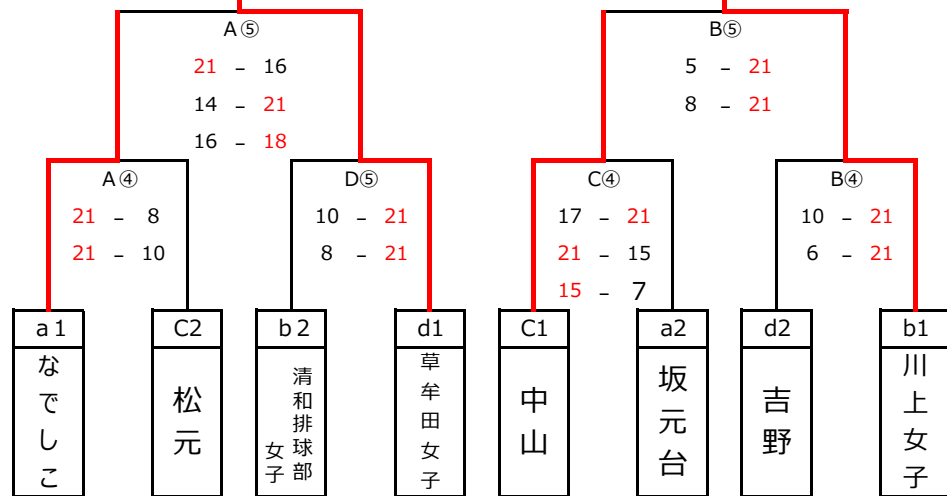 A⑤
21 – 16
14 – 21
16 – 18
B⑤
5 – 21
8 – 21
A④
21 – 8
21 – 10
D⑤
10 – 21
8 – 21
C④
17 – 21
21 – 15
15 – 7
B④
10 – 21
6 – 21
a1
C2
b2
d1
C1
a2
d2
b1
なでしこ
松元
清和排球部
女子
草牟田女子
中山
坂元台
吉野
川上女子